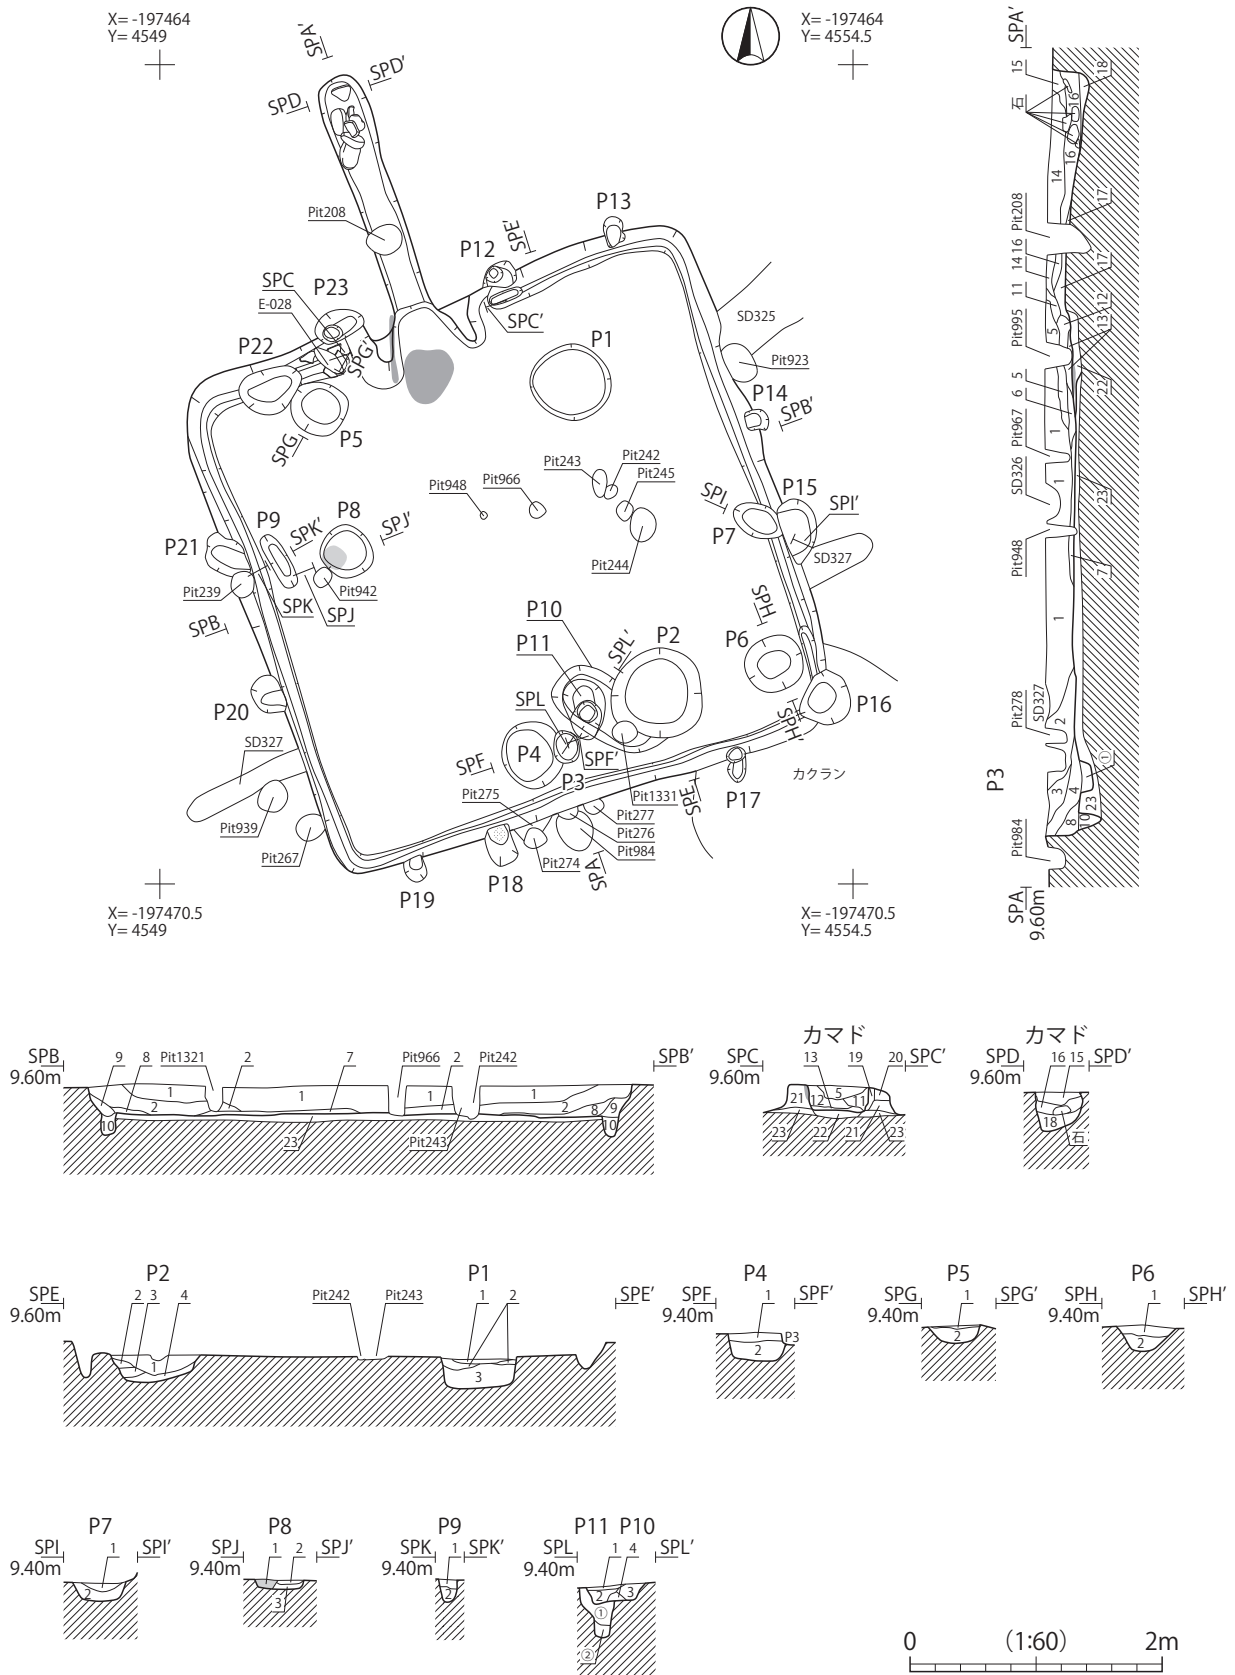 X= -197464
Y= 4549
X= -197464
Y= 4554.5
SPA'
SPD'
SPD
Pit208
P13
SPE'
P12
SPC
P23
E-028
SPC'
SPG'
P22
P1
SD325
Pit923
P14
SPB'
P5
SPG
Pit243
Pit242
Pit948
Pit966
Pit245
SPI
P15
SPI'
P9
SPK'
P8
SPJ'
P7
P21
Pit244
SD327
Pit239
Pit942
SPK
SPJ
SPB
SPH
P10
SPL'
P2
P6
P11
SPL
P20
P16
SPH'
SD327
SPF
P4
SPF'
P3
カクラン
Pit275
SPE
P17
Pit1331
Pit277
Pit939
Pit276
Pit267
Pit984
Pit274
SPA
P19
P18
X= -197470.5
Y= 4549
X= -197470.5
Y= 4554.5
SPA'
15
18
石
16
16
14
17
Pit208
14 16
17
11
12
13
Pit995
5
5
22
6
Pit967
1
SD326
1
23
Pit948
7
1
Pit278
SD327
2
①
P3
3
4
23
8
10
Pit984
SPA
9.60m
SPB
9.60m
9
8
Pit1321
2
7
Pit966
2
Pit242
SPB'
1
1
1
1
2
2
8
9
10
10
23
Pit243
カマド
SPC
9.60m
13
19
20
SPC'
5
21
12
11
23
22
21
23
カマド
SPD
9.60m
16
15
SPD'
18
石
P2
P1
SPE
9.60m
2
3
4
Pit242
Pit243
1
2
SPE'
1
3
P4
SPF
9.40m
1
SPF'
P3
2
P5
SPG
9.40m
1
SPG'
2
P6
SPH
9.40m
1
SPH'
2
P7
SPI
9.40m
1
SPI'
2
P8
SPJ
9.40m
1
2
SPJ'
3
P9
SPK
9.40m
1
SPK'
2
P11 P10
SPL
9.40m
1
4
SPL'
2
3
①
②
0
(1:60)
2m